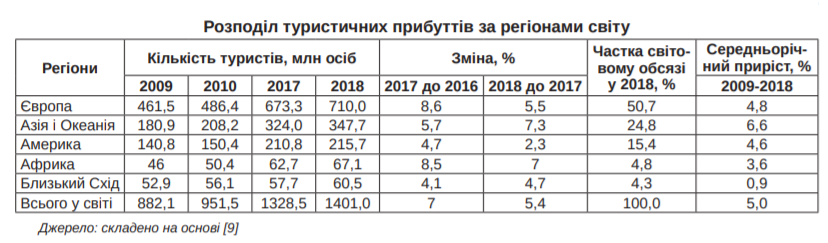 Розподіл туристичних прибуттів за регіонами світу
Регіони | Кількість туристів, млн осіб | Зміна, % | Частка світового обсязі у 2018, % | Середньорічний приріст, %
2009 | 2010 | 2017 | 2018 | 2017 до 2016 | 2018 до 2017 | 2009-2018
Європа | 461,5 | 486,4 | 673,3 | 710,0 | 8,6 | 5,5 | 50,7 | 4,8
Азія і Океанія | 180,9 | 208,2 | 324,0 | 347,7 | 5,7 | 7,3 | 24,8 | 6,6
Америка | 140,8 | 150,4 | 210,8 | 215,7 | 4,7 | 2,3 | 15,4 | 4,6
Африка | 46 | 50,4 | 62,7 | 67,1 | 8,5 | 7 | 4,8 | 3,6
Близький Схід | 52,9 | 56,1 | 57,7 | 60,5 | 4,1 | 4,7 | 4,3 | 0,9
Всього у світі | 882,1 | 951,5 | 1328,5 | 1401,0 | 7 | 5,4 | 100,0 | 5,0
Джерело: складено на основі [9]